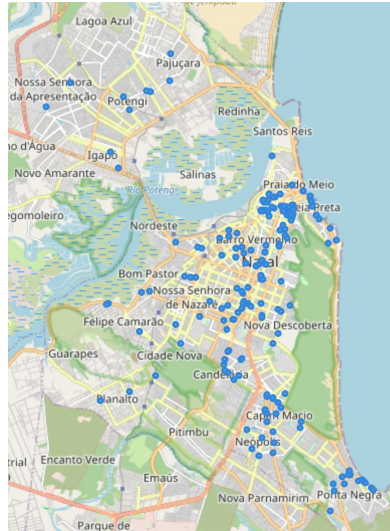 Lagoa Azul
Pajuçara
Nossa Senhora
da Apresentação
Potengi
Redinha
Santos Reis
Igapó
Novo Amarante
Salinas
Rio Potengi
Praia do Meio
Areia Preta
Nordeste
Barro Vermelho
Natal
Bom Pastor
Nossa Senhora
de Nazaré
Felipe Camarão
Nova Descoberta
Guarapes
Cidade Nova
Candelária
Planalto
Capim Macio
Pitimbu
Neópolis
Encanto Verde
Emaús
Nova Parnamirim
Ponta Negra
Parque de